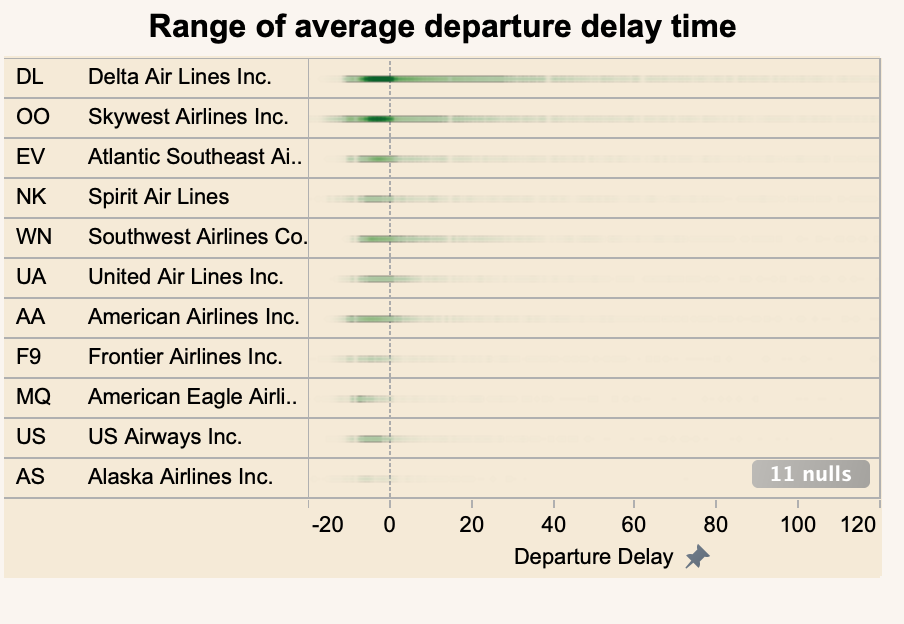 Range of average departure delay time
DL Delta Air Lines Inc.
OO Skywest Airlines Inc.
EV Atlantic Southeast Ai..
NK Spirit Air Lines
WN Southwest Airlines Co.
UA United Air Lines Inc.
AA American Airlines Inc.
F9 Frontier Airlines Inc.
MQ American Eagle Airli..
US US Airways Inc.
AS Alaska Airlines Inc.
11 nulls
-20 0 20 40 60 80 100 120
Departure Delay